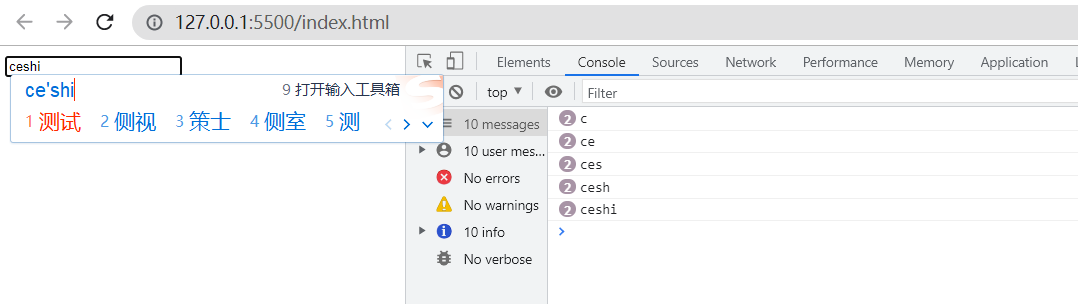 127.0.0.1:5500/index.html
ceshi
ce'shi
9 打开输入工具箱
1 测试 2 侧视 3 策士 4 侧室 5 测
Elements Console Sources Network Performance Memory Application
top ▼ Filter
10 messages
10 user mes...
No errors
No warnings
10 info
No verbose
2 c
2 ce
2 ces
2 cesh
2 ceshi
>